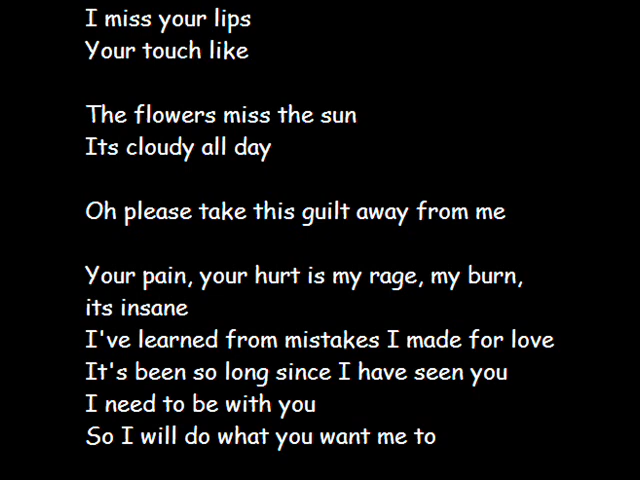 I miss your lips
Your touch like
The flowers miss the sun
Its cloudy all day
Oh please take this guilt away from me
Your pain, your hurt is my rage, my burn,
its insane
I've learned from mistakes I made for love
It's been so long since I have seen you
I need to be with you
So I will do what you want me to